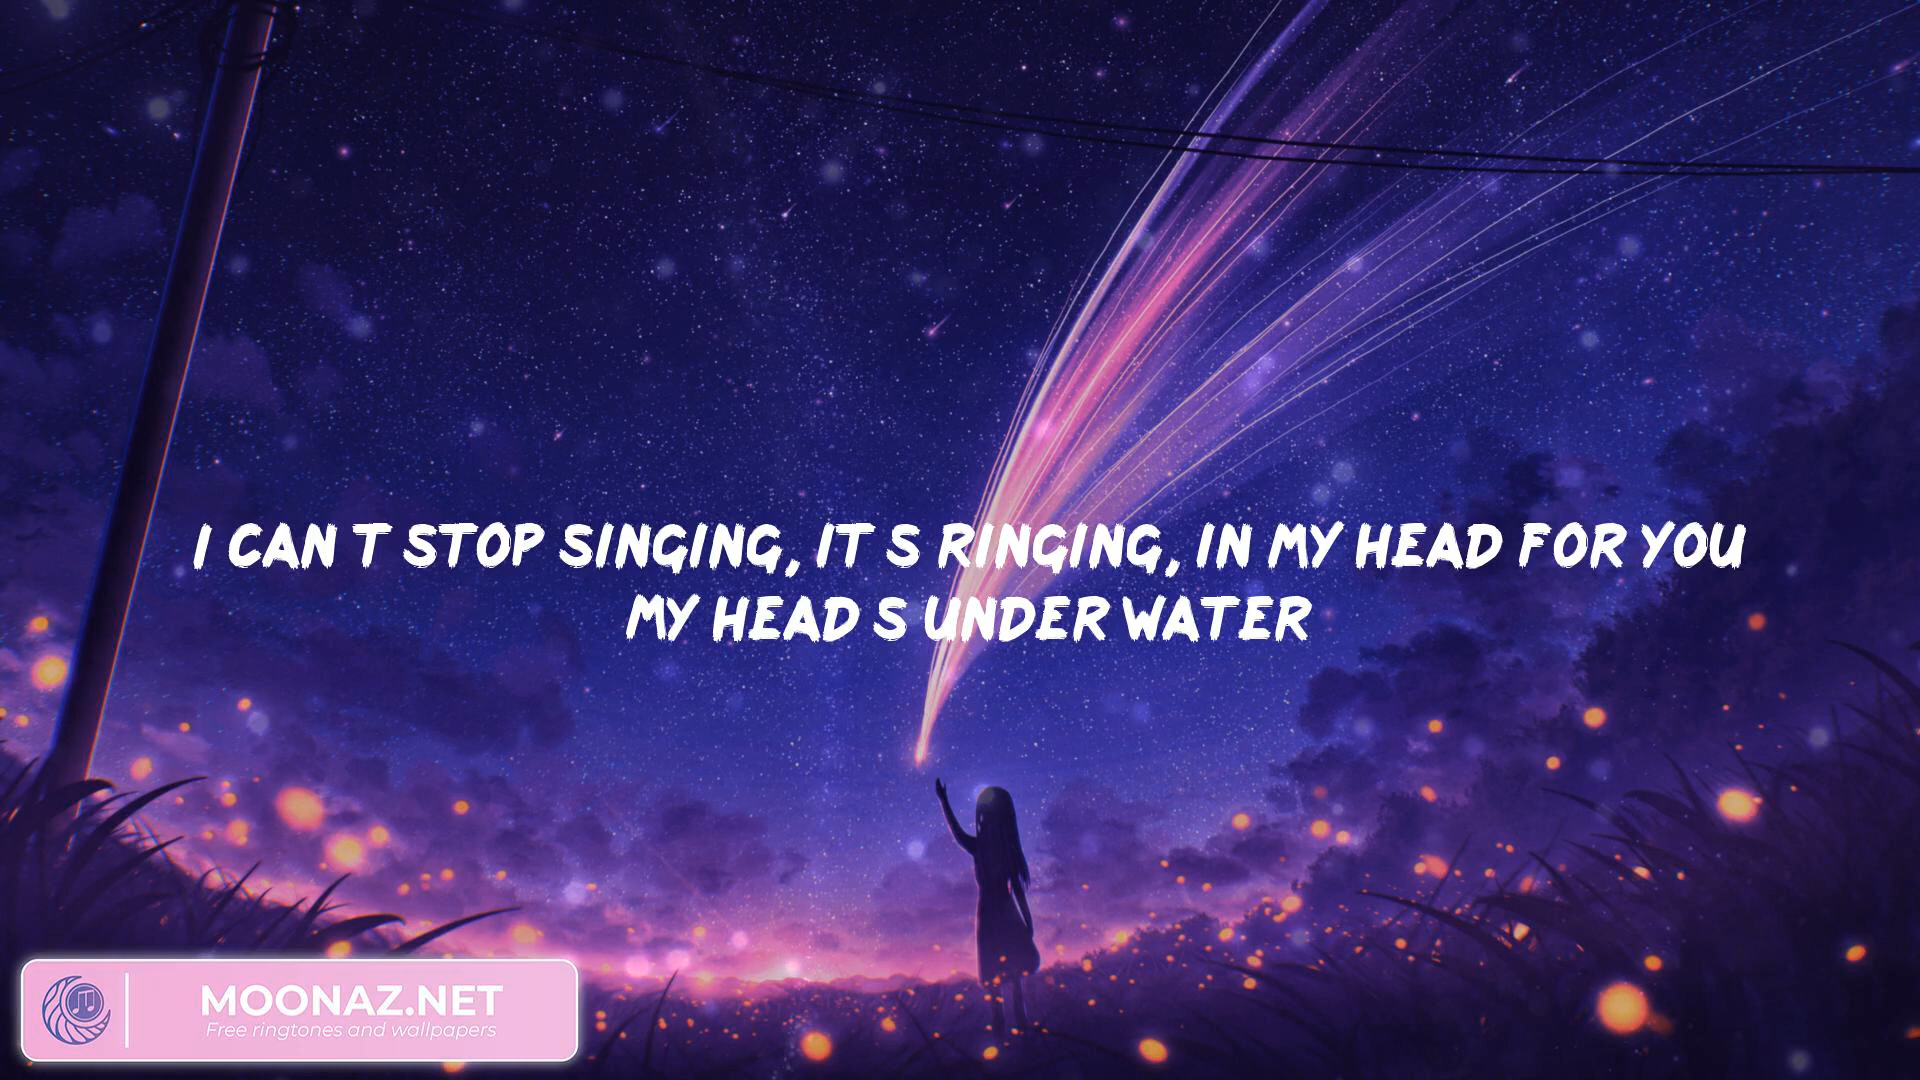 I CAN T STOP SINGING, IT S RINGING, IN MY HEAD FOR YOU
MY HEAD S UNDER WATER
MOONAZ.NET
Free ringtones and wallpapers